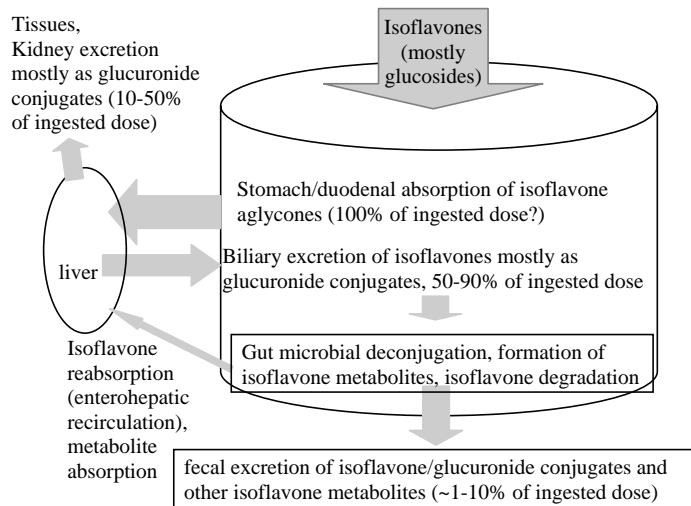 Tissues,
Kidney excretion
mostly as glucuronide
conjugates (10-50%
of ingested dose)
Isoflavones
(mostly
glucosides)
Stomach/duodenal absorption of isoflavone
aglycones (100% of ingested dose?)
liver
Biliary excretion of isoflavones mostly as
glucuronide conjugates, 50-90% of ingested dose
Gut microbial deconjugation, formation of
isoflavone metabolites, isoflavone degradation
Isoflavone
reabsorption
(enterohepatic
recirculation),
metabolite
absorption
fecal excretion of isoflavone/glucuronide conjugates and
other isoflavone metabolites (~1-10% of ingested dose)